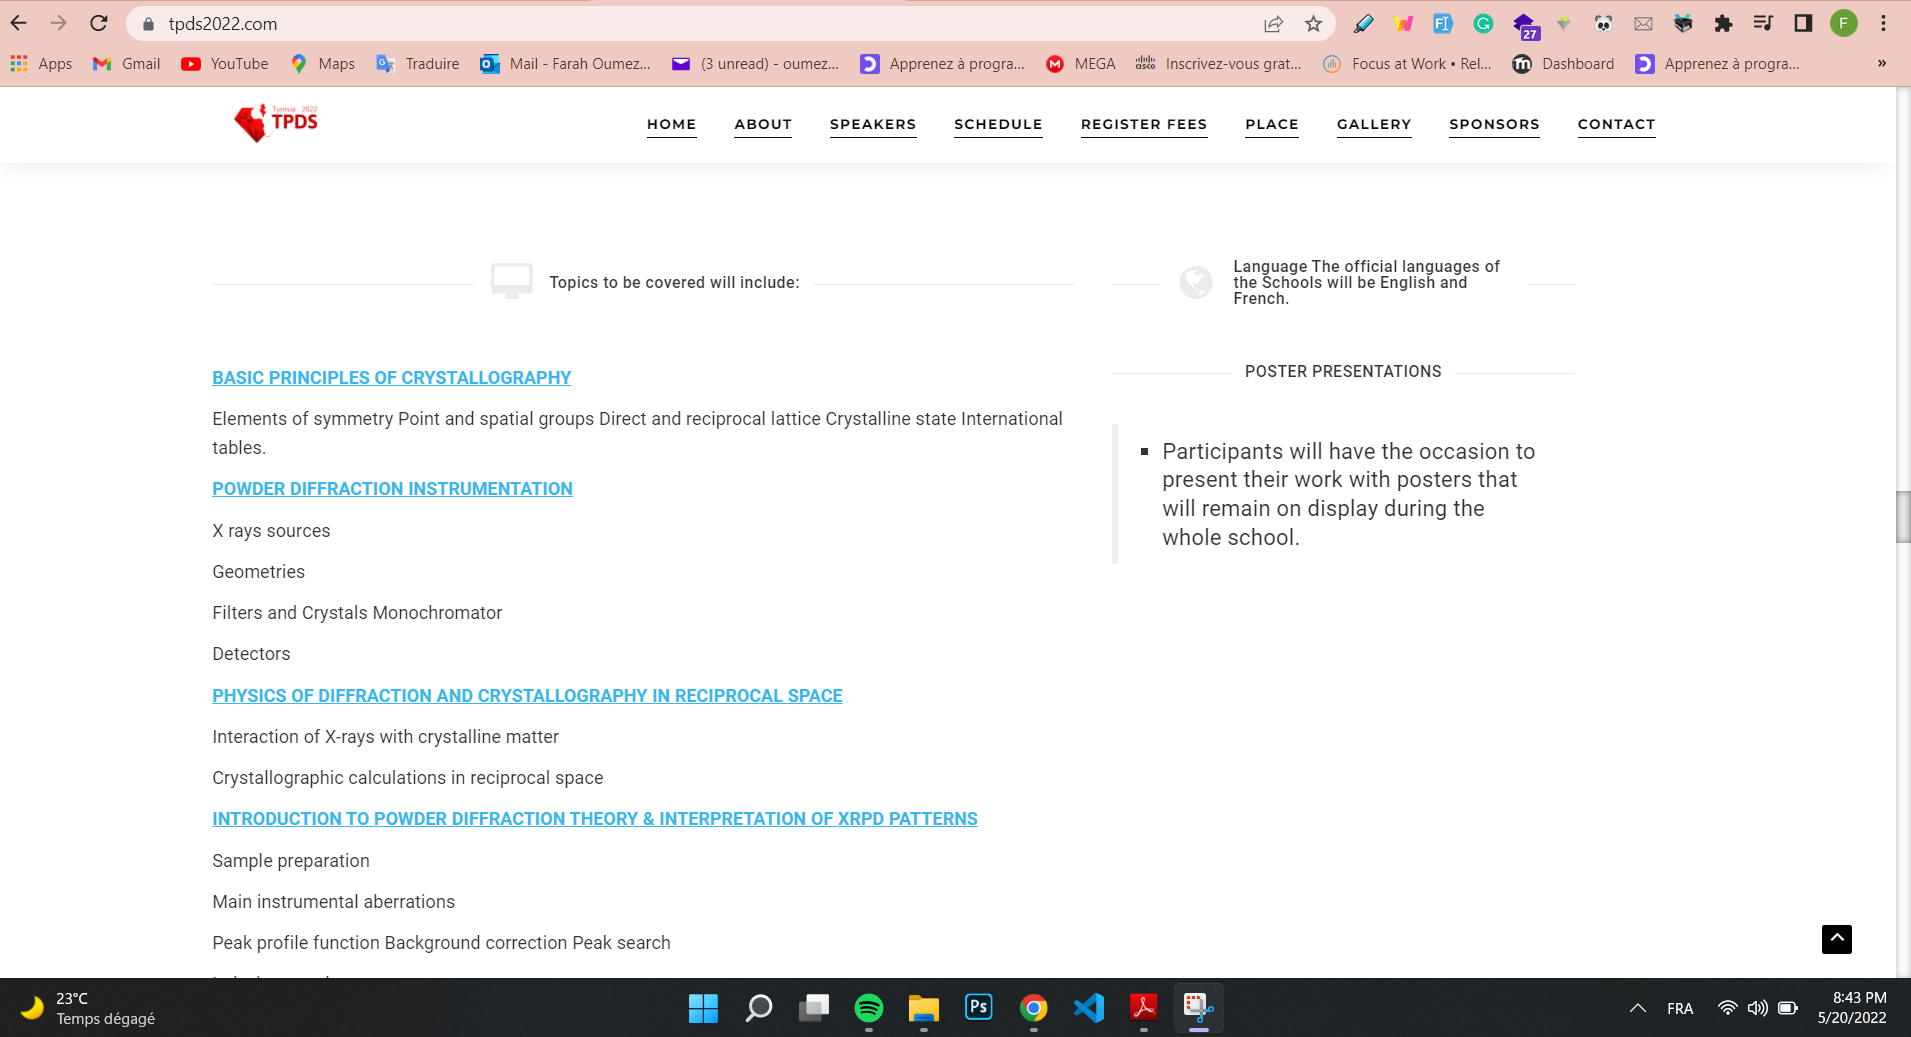 tpds2022.com
27
F
Apps
Gmail
YouTube
Maps
Traduire
Mail - Farah Oumez...
(3 unread) - oumez...
Apprenez à progra...
MEGA
Inscrivez-vous grat...
Focus at Work • Rel...
Dashboard
Apprenez à progra...
»
Tunisia 2022
TPDS
HOME
ABOUT
SPEAKERS
SCHEDULE
REGISTER FEES
PLACE
GALLERY
SPONSORS
CONTACT
Topics to be covered will include:
BASIC PRINCIPLES OF CRYSTALLOGRAPHY
Elements of symmetry Point and spatial groups Direct and reciprocal lattice Crystalline state International
tables.
POWDER DIFFRACTION INSTRUMENTATION
X rays sources
Geometries
Filters and Crystals Monochromator
Detectors
PHYSICS OF DIFFRACTION AND CRYSTALLOGRAPHY IN RECIPROCAL SPACE
Interaction of X-rays with crystalline matter
Crystallographic calculations in reciprocal space
INTRODUCTION TO POWDER DIFFRACTION THEORY & INTERPRETATION OF XRPD PATTERNS
Sample preparation
Main instrumental aberrations
Peak profile function Background correction Peak search
Language The official languages of
the Schools will be English and
French.
POSTER PRESENTATIONS
Participants will have the occasion to
present their work with posters that
will remain on display during the
whole school.
23°C
Temps dégagé
Ps
FRA
8:43 PM
5/20/2022